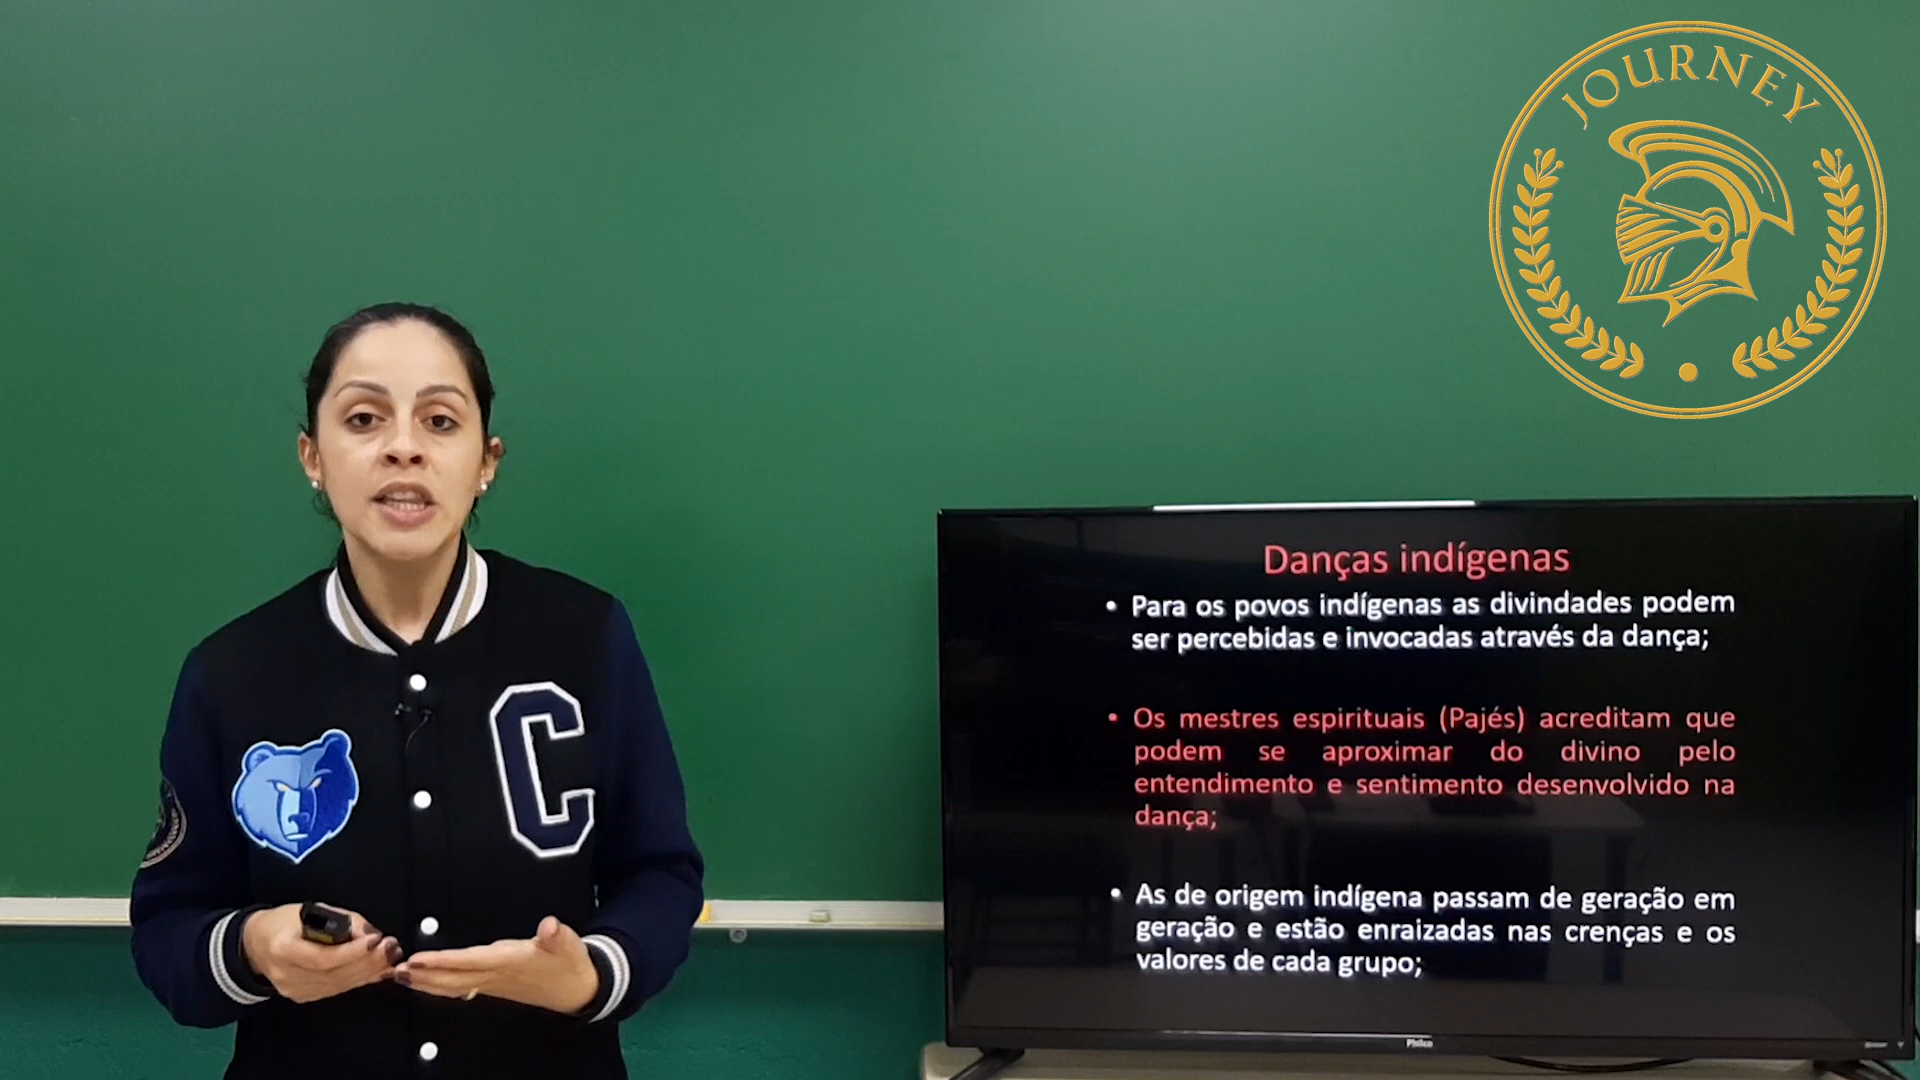 JOURNEY
C
Danças indígenas
• Para os povos indígenas as divindades podem
ser percebidas e invocadas através da dança;
• Os mestres espirituais (Pajés) acreditam que
podem se aproximar do divino pelo
entendimento e sentimento desenvolvido na
dança;
• As de origem indígena passam de geração em
geração e estão enraizadas nas crenças e os
valores de cada grupo;
Philco